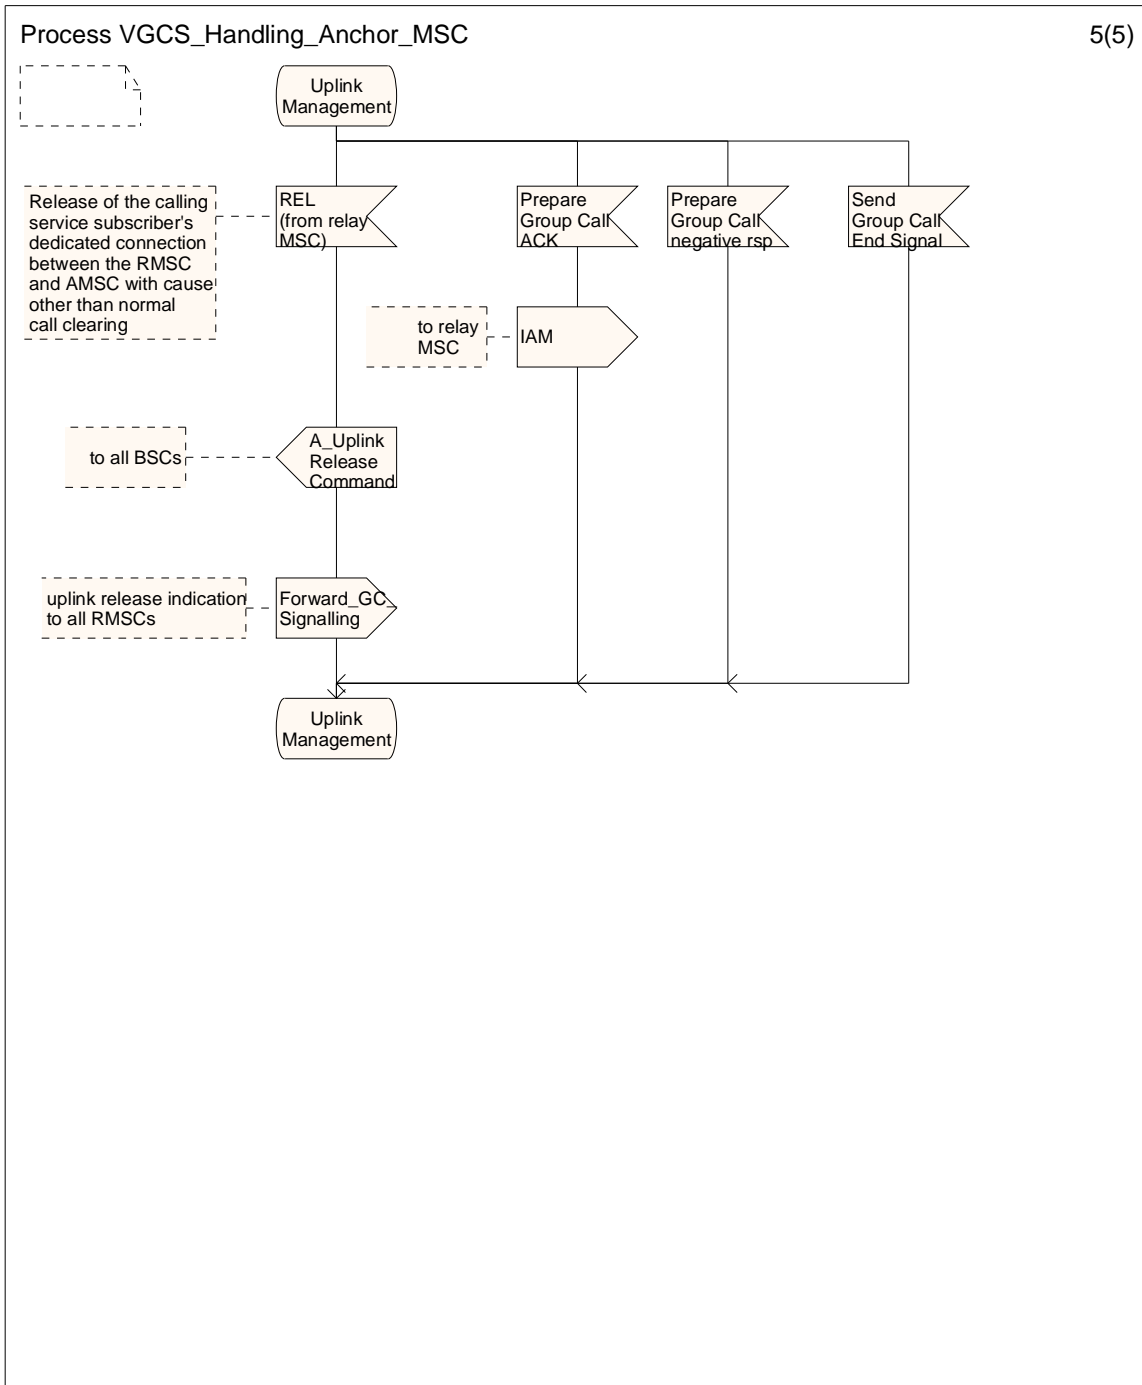 Process VGCS_Handling_Anchor_MSC
5(5)
Uplink
Management
Release of the calling
service subscriber's
dedicated connection
between the RMSC
and AMSC with cause
other than normal
call clearing
REL
(from relay
MSC)
Prepare
Group Call
ACK
Prepare
Group Call
negative rsp
Send
Group Call
End Signal
to relay
MSC
IAM
to all BSCs
A_Uplink
Release
Command
uplink release indication
to all RMSCs
Forward_GC_
Signalling
Uplink
Management